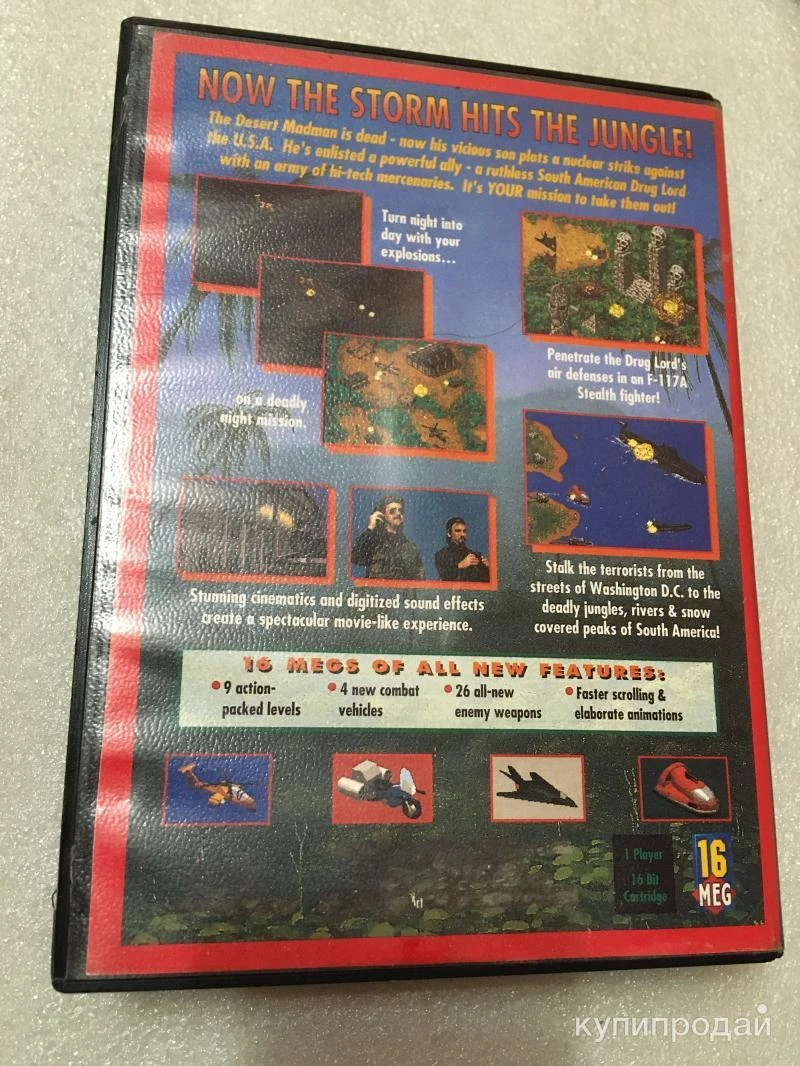 NOW THE STORM HITS THE JUNGLE!
The Desert Madman is dead - now his vicious son plots a nuclear strike against
the U.S.A. He's enlisted a powerful ally - a ruthless South American Drug Lord
with an army of hi-tech mercenaries. It's YOUR mission to take them out!
Turn night into
day with your
explosions...
on a deadly
night mission.
Penetrate the Drug Lord's
air defenses in an F-117A
Stealth fighter!
Stunning cinematics and digitized sound effects
create a spectacular movie-like experience.
Stalk the terrorists from the
streets of Washington D.C. to the
deadly jungles, rivers & snow
covered peaks of South America!
16 MEGS OF ALL NEW FEATURES:
• 9 action-
packed levels
• 4 new combat
vehicles
• 26 all-new
enemy weapons
• Faster scrolling &
elaborate animations
1 Player
16 Bit
Cartridge
16
MEG
купипродай